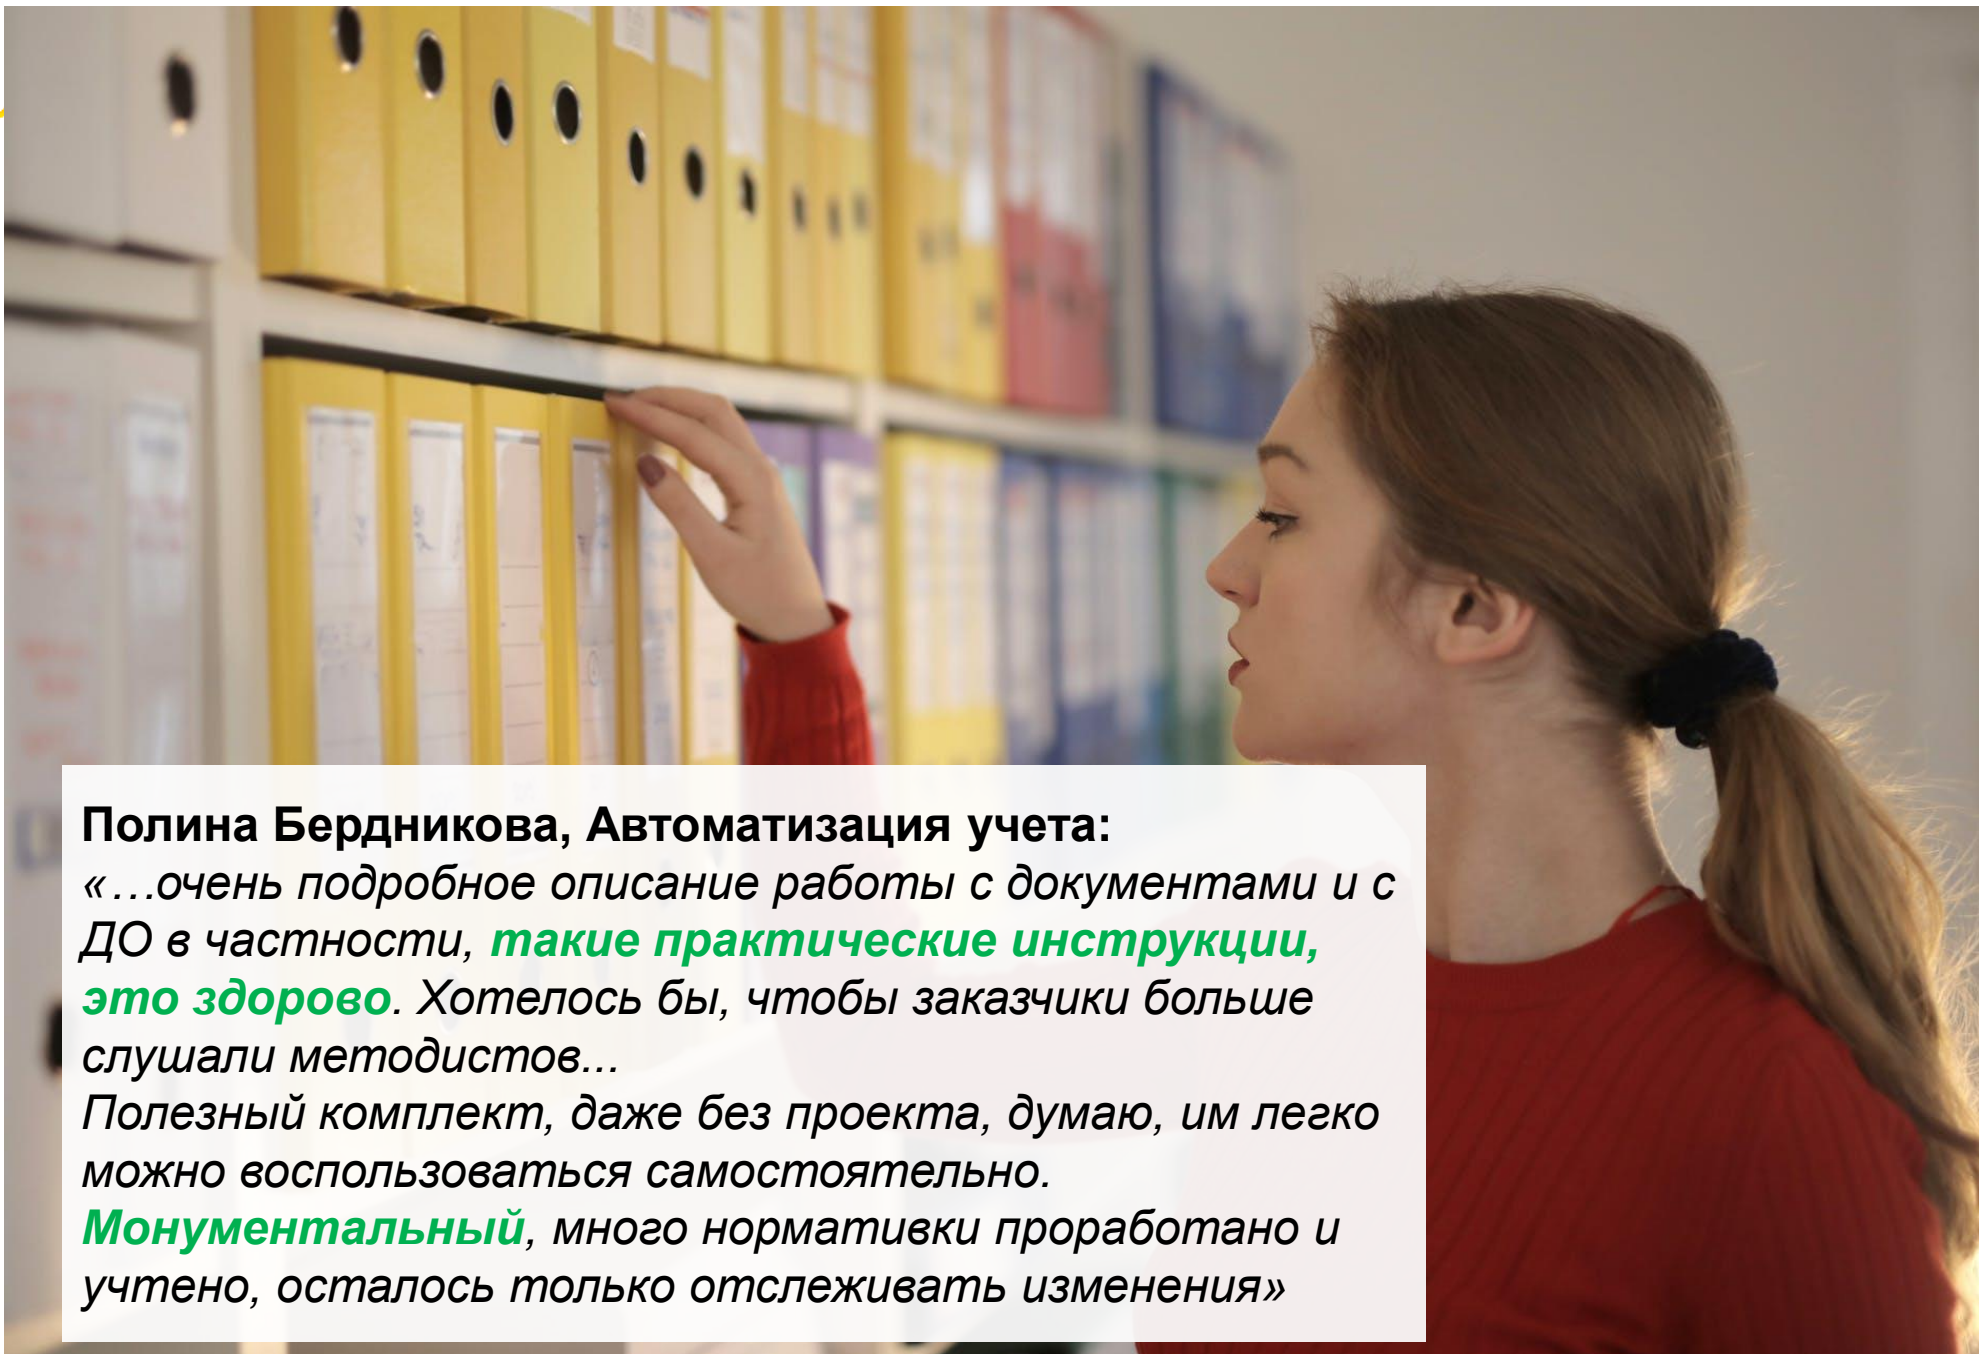 Полина Бердникова, Автоматизация учета:
«…очень подробное описание работы с документами и с
ДО в частности, такие практические инструкции,
это здорово. Хотелось бы, чтобы заказчики больше
слушали методистов...
Полезный комплект, даже без проекта, думаю, им легко
можно воспользоваться самостоятельно.
Монументальный, много нормативки проработано и
учтено, осталось только отслеживать изменения»